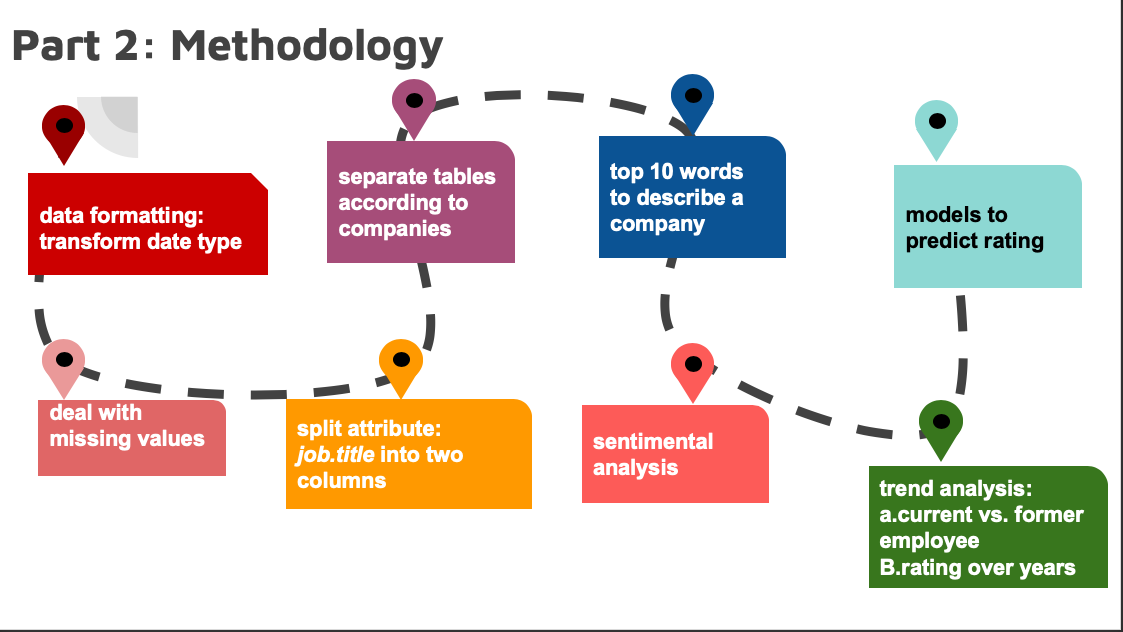 Part 2: Methodology
data formatting:
transform date type
deal with
missing values
split attribute:
job.title into two
columns
separate tables
according to
companies
top 10 words
to describe a
company
sentimental
analysis
trend analysis:
a.current vs. former
employee
B.rating over years
models to
predict rating